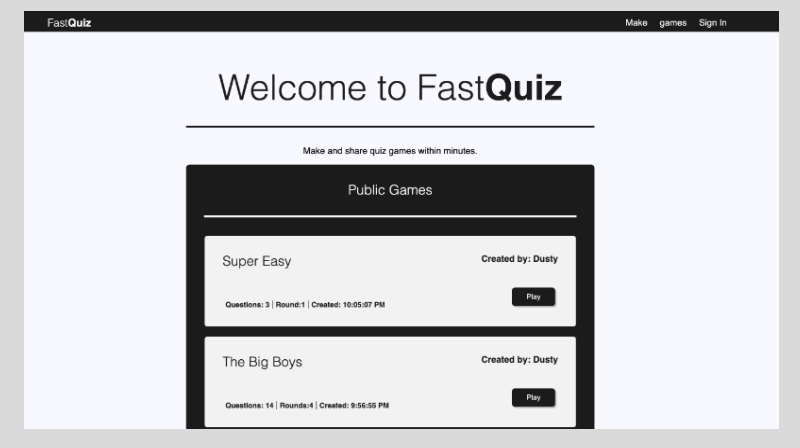 FastQuiz Make games Sign In
Welcome to FastQuiz
Make and share quiz games within minutes.
Public Games
Super Easy Created by: Dusty
Play
Questions: 3 | Round:1 | Created: 10:05:07 PM
The Big Boys Created by: Dusty
Play
Questions: 14 | Rounds:4 | Created: 9:56:55 PM